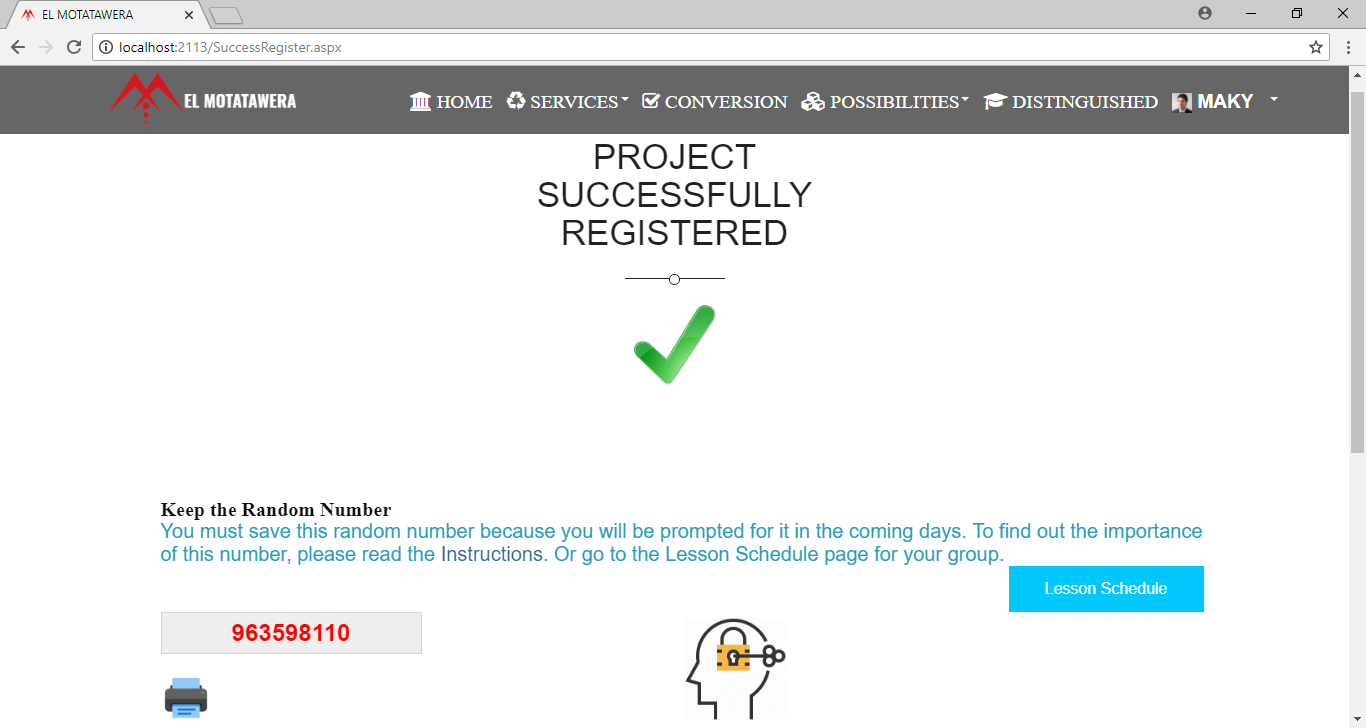 EL MOTATAWERA
localhost:2113/SuccessRegister.aspx
EL MOTATAWERA
HOME SERVICES CONVERSION POSSIBILITIES DISTINGUISHED MAKY
PROJECT
SUCCESSFULLY
REGISTERED
Keep the Random Number
You must save this random number because you will be prompted for it in the coming days. To find out the importance
of this number, please read the Instructions. Or go to the Lesson Schedule page for your group.
Lesson Schedule
963598110